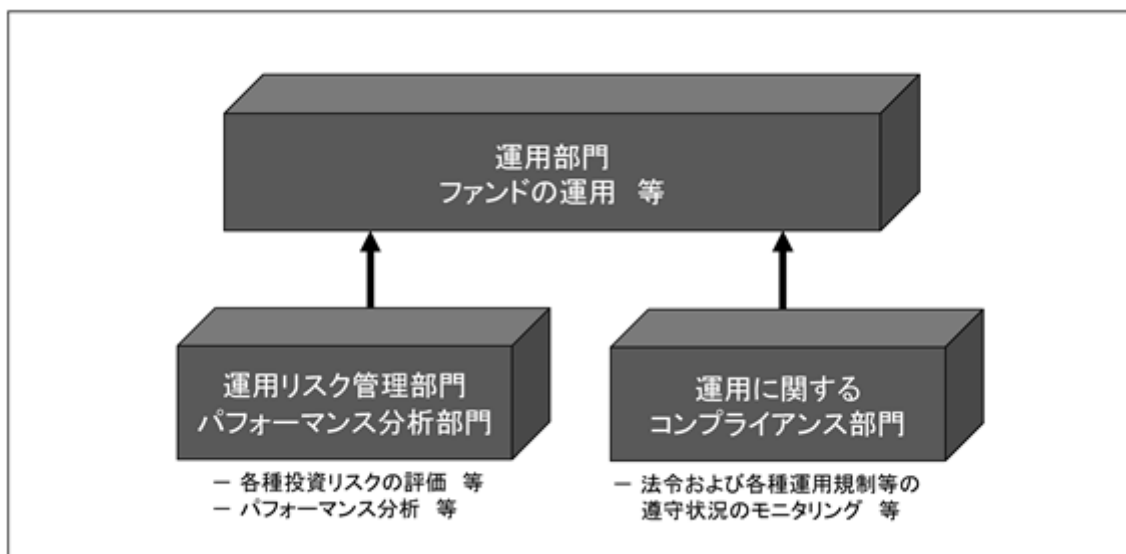 運用部門
ファンドの運用 等
運用リスク管理部門
パフォーマンス分析部門
運用に関する
コンプライアンス部門
－ 各種投資リスクの評価 等
－ パフォーマンス分析 等
－ 法令および各種運用規制等の
遵守状況のモニタリング 等